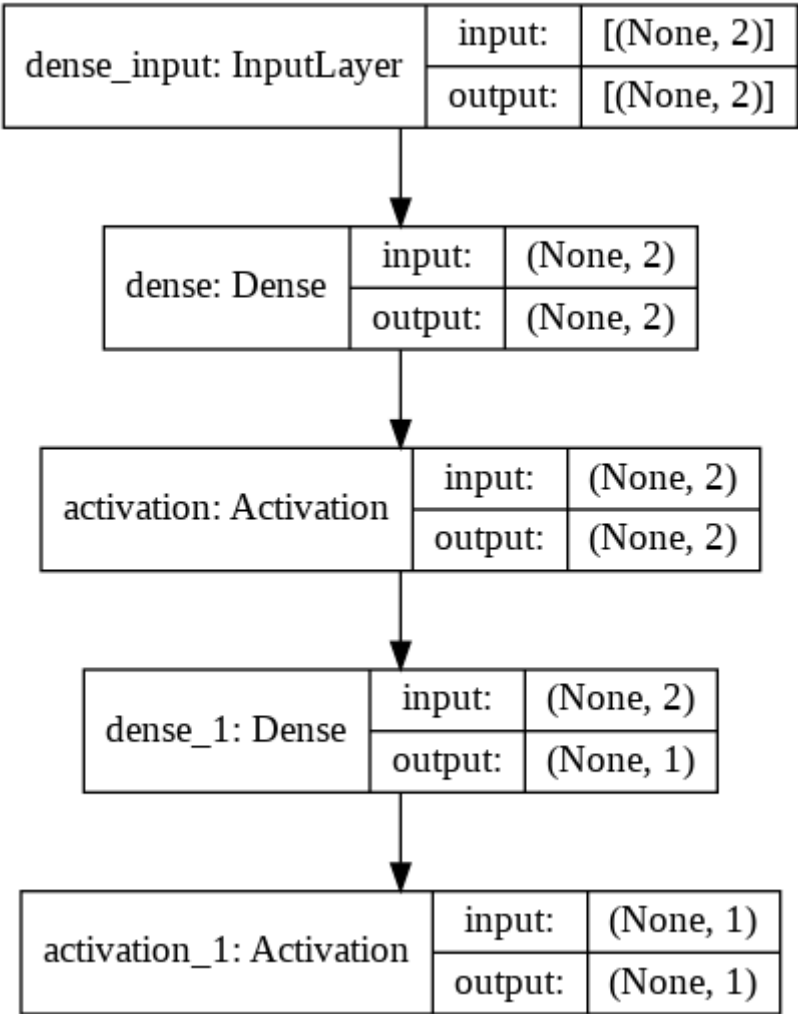 dense_input: InputLayer
input: [(None, 2)]
output: [(None, 2)]
dense: Dense
input: (None, 2)
output: (None, 2)
activation: Activation
input: (None, 2)
output: (None, 2)
dense_1: Dense
input: (None, 2)
output: (None, 1)
activation_1: Activation
input: (None, 1)
output: (None, 1)